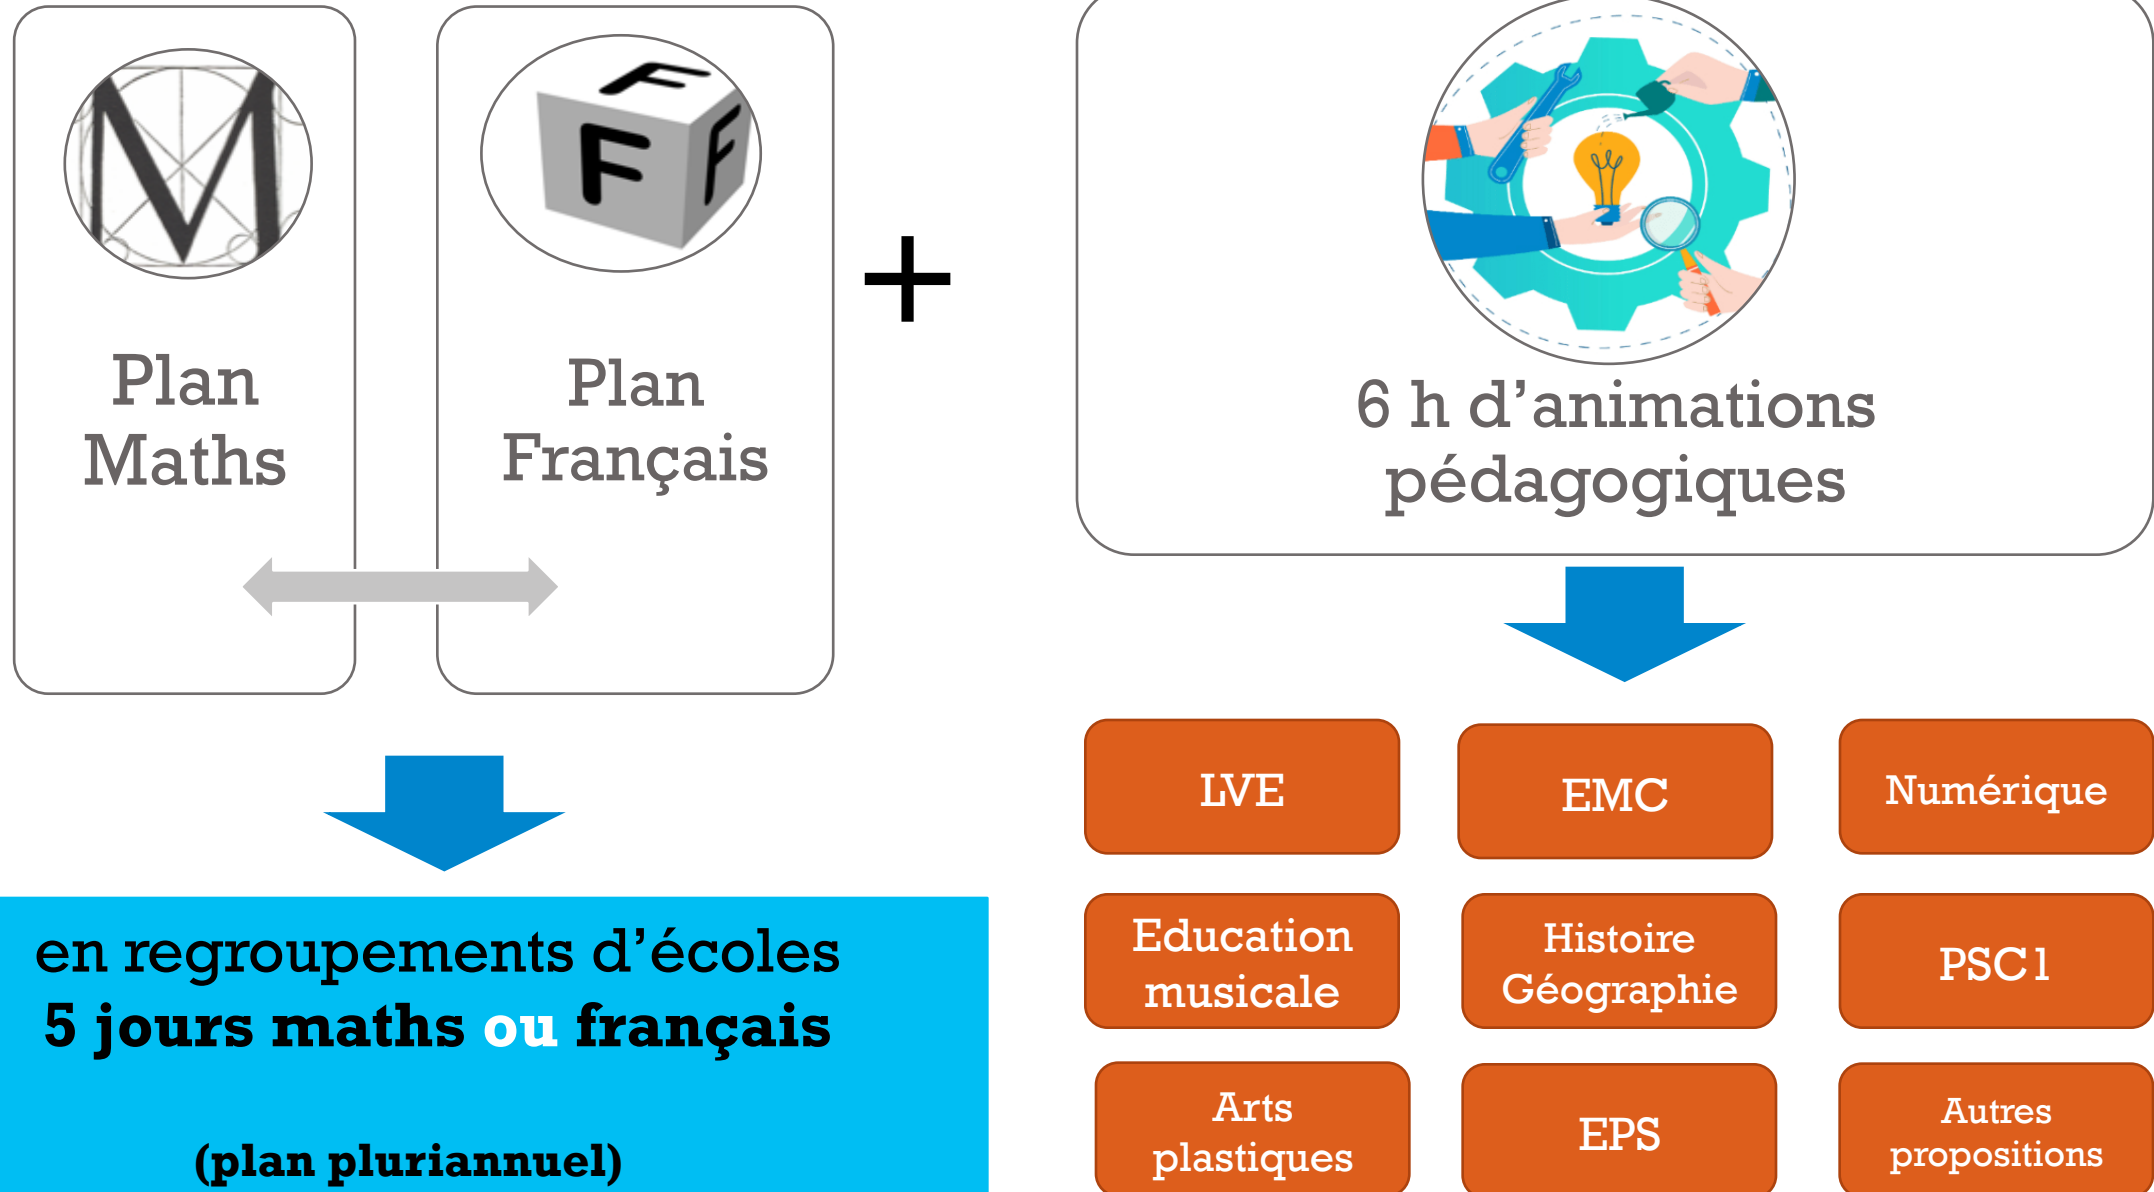 M
F
F
F
Plan
Maths
Plan
Français
+
6 h d’animations
pédagogiques
en regroupements d’écoles
5 jours maths ou français
(plan pluriannuel)
LVE
EMC
Numérique
Education
musicale
Histoire
Géographie
PSC1
Arts
plastiques
EPS
Autres
propositions